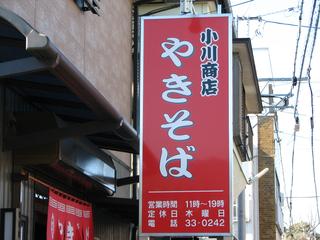 小川商店
やきそば
営業時間 11時〜19時
定休日 木曜日
電話 33-0242